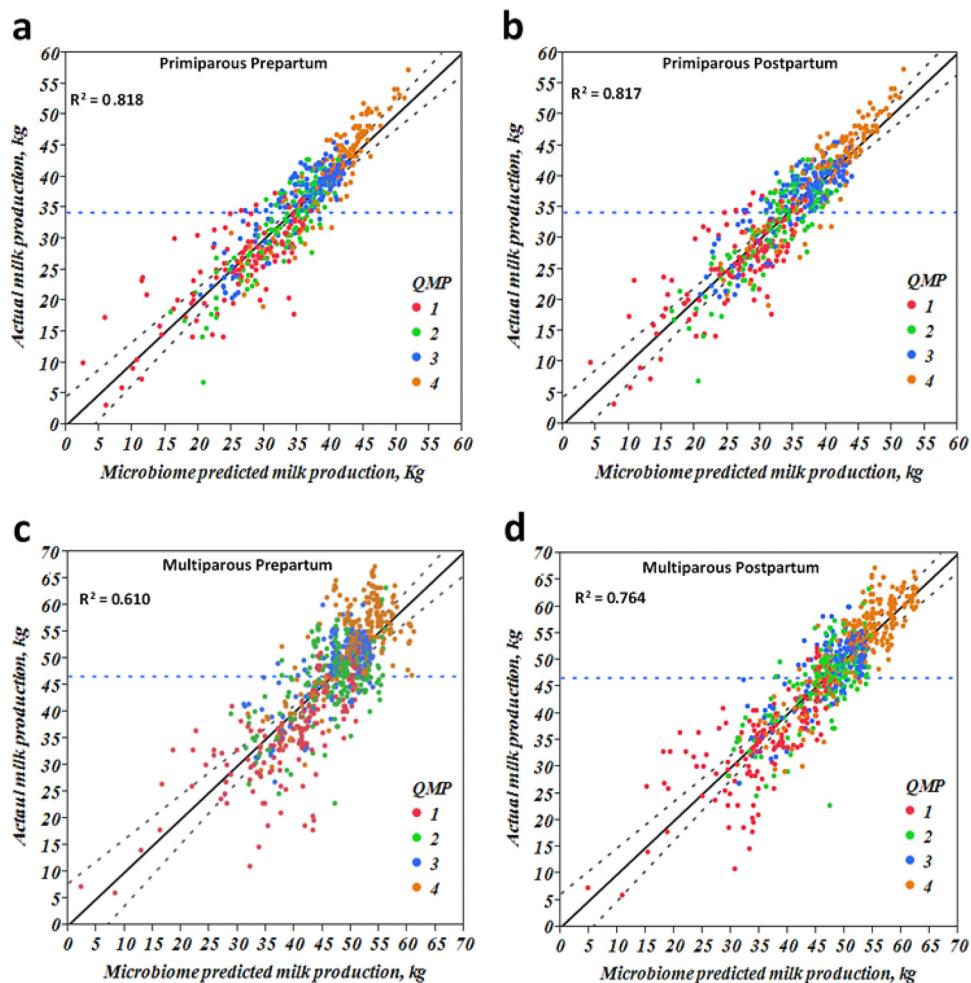 a
Primiparous Prepartum
R² = 0.818
60
55
50
45
40
35
30
25
20
15
10
5
0
Actual milk production, kg
QMP
1
2
3
4
0 5 10 15 20 25 30 35 40 45 50 55 60
Microbiome predicted milk production, Kg
b
Primiparous Postpartum
R² = 0.817
60
55
50
45
40
35
30
25
20
15
10
5
0
Actual milk production, kg
QMP
1
2
3
4
0 5 10 15 20 25 30 35 40 45 50 55 60
Microbiome predicted milk production, kg
c
Multiparous Prepartum
R² = 0.610
70
65
60
55
50
45
40
35
30
25
20
15
10
5
0
Actaul milk production, kg
QMP
1
2
3
4
0 5 10 15 20 25 30 35 40 45 50 55 60 65 70
Microbiome predicted milk production, kg
d
Multiparous Postpartum
R² = 0.764
70
65
60
55
50
45
40
35
30
25
20
15
10
5
0
Actual milk production, kg
QMP
1
2
3
4
0 5 10 15 20 25 30 35 40 45 50 55 60 65 70
Microbiome predicted milk production, kg